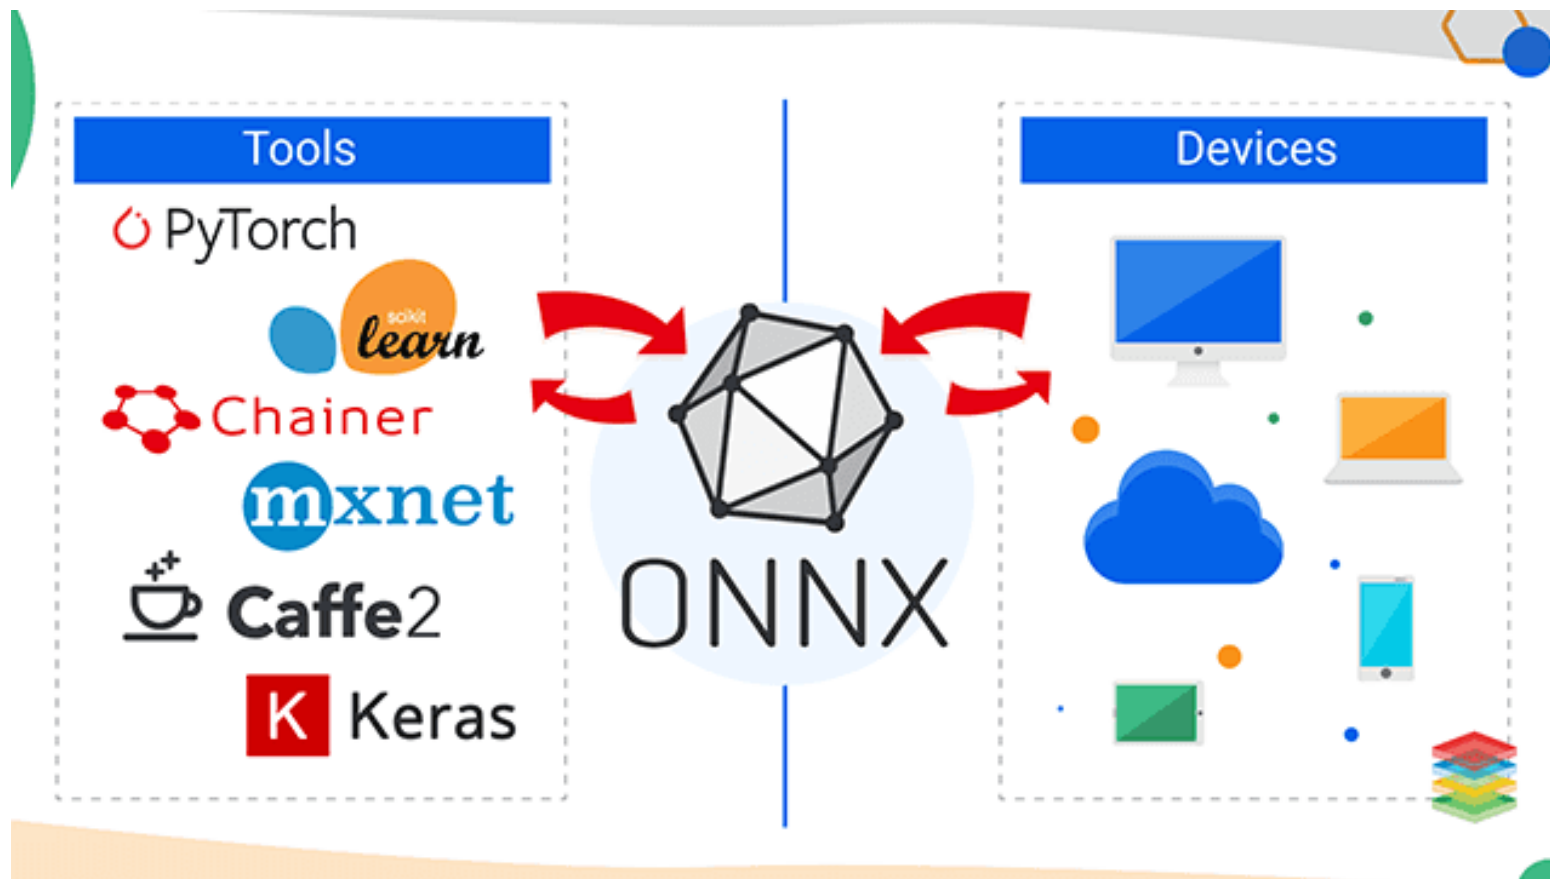 Tools
PyTorch
scikit
learn
Chainer
mxnet
Caffe2
K Keras
ONNX
Devices